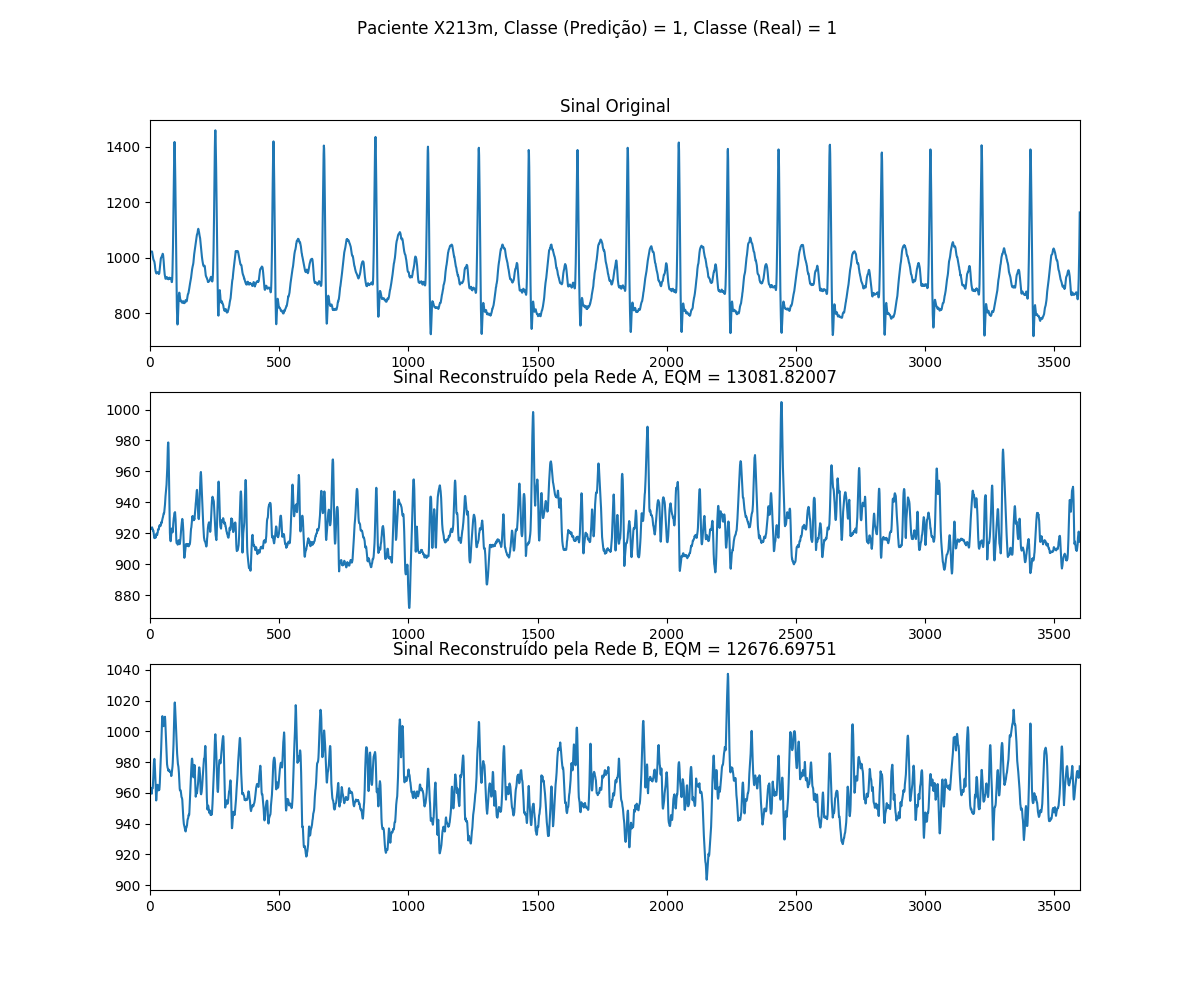 Paciente X213m, Classe (Predição) = 1, Classe (Real) = 1
Sinal Original
1400
1200
1000
800
0 500 1000 1500 2000 2500 3000 3500
Sinal Reconstruído pela Rede A, EQM = 13081.82007
1000
980
960
940
920
900
880
0 500 1000 1500 2000 2500 3000 3500
Sinal Reconstruído pela Rede B, EQM = 12676.69751
1040
1020
1000
980
960
940
920
900
0 500 1000 1500 2000 2500 3000 3500